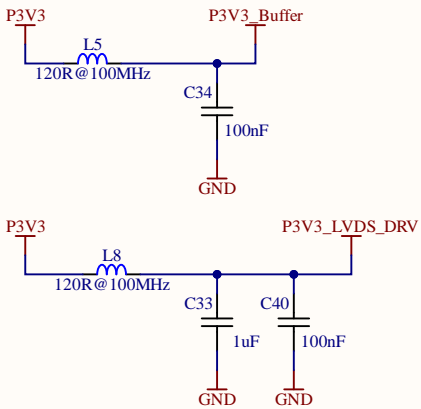 P3V3
P3V3_Buffer
L5
120R@100MHz
C34
100nF
GND
P3V3
P3V3_LVDS_DRV
L8
120R@100MHz
C33
C40
1uF
100nF
GND
GND